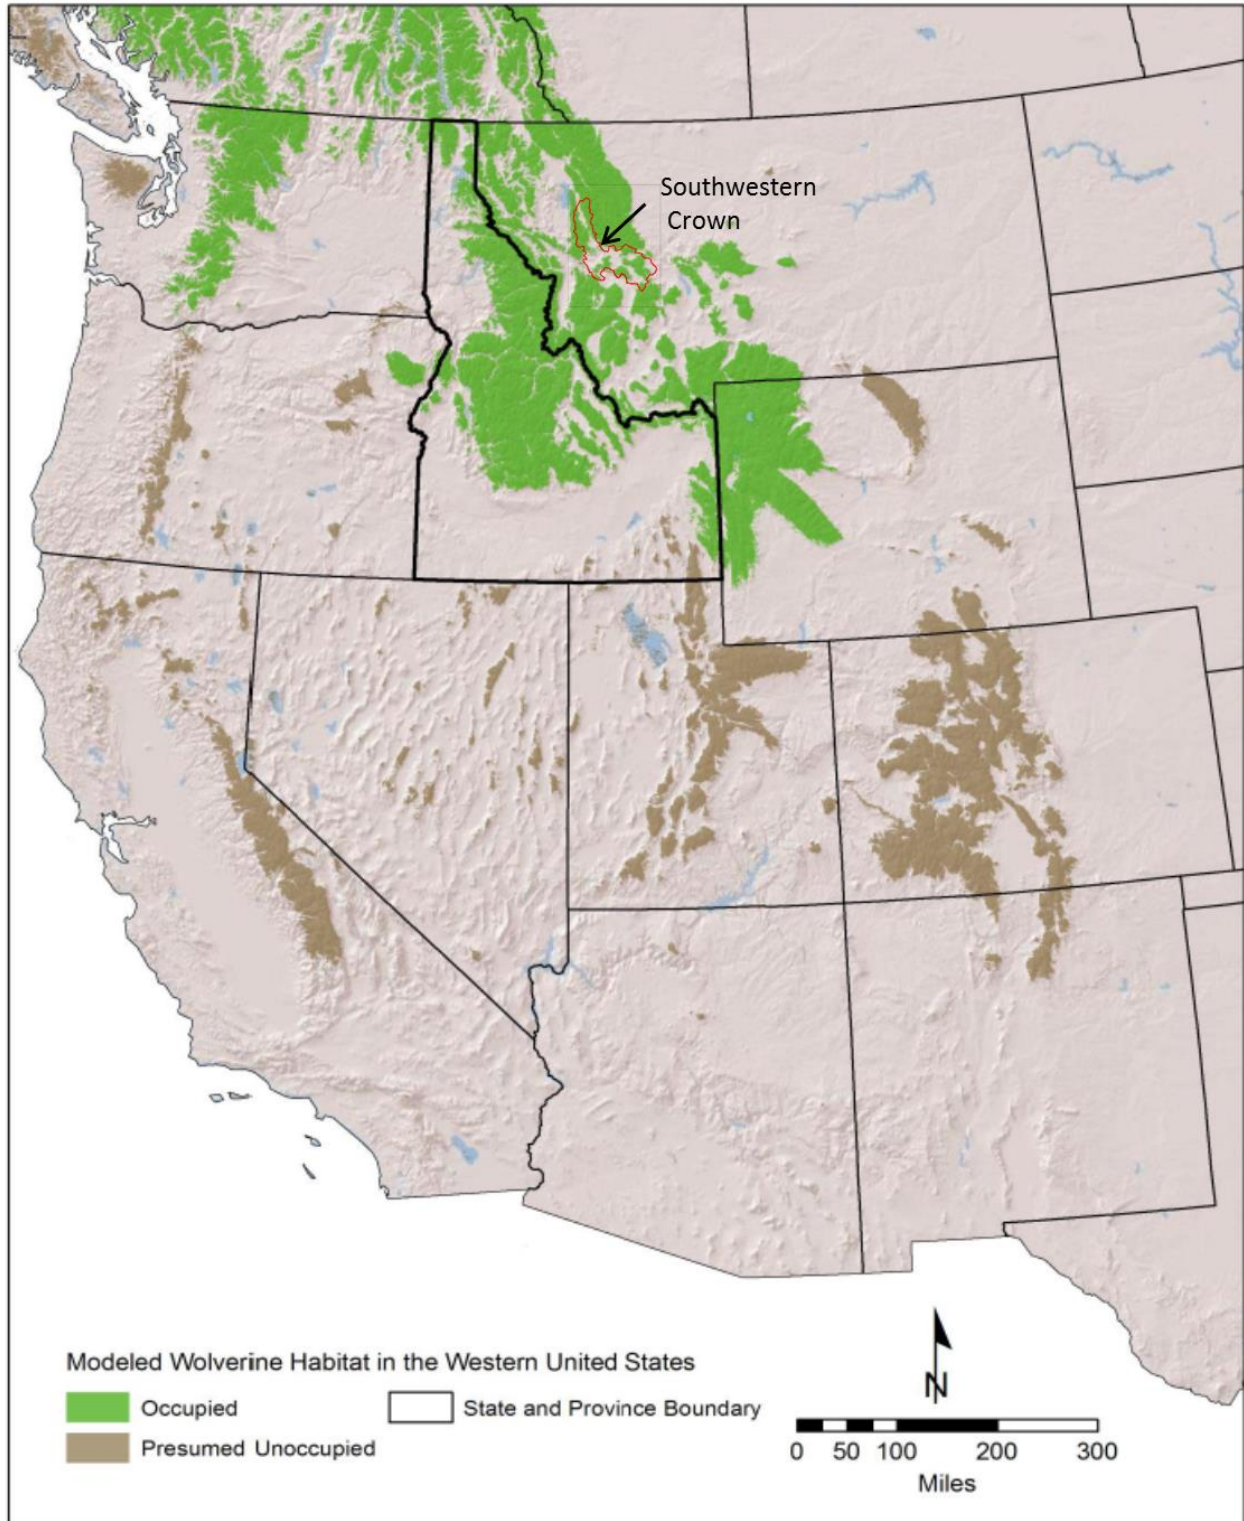 Southwestern
Crown
N
Modeled Wolverine Habitat in the Western United States
Occupied
State and Province Boundary
Presumed Unoccupied
0 50 100 200 300
Miles